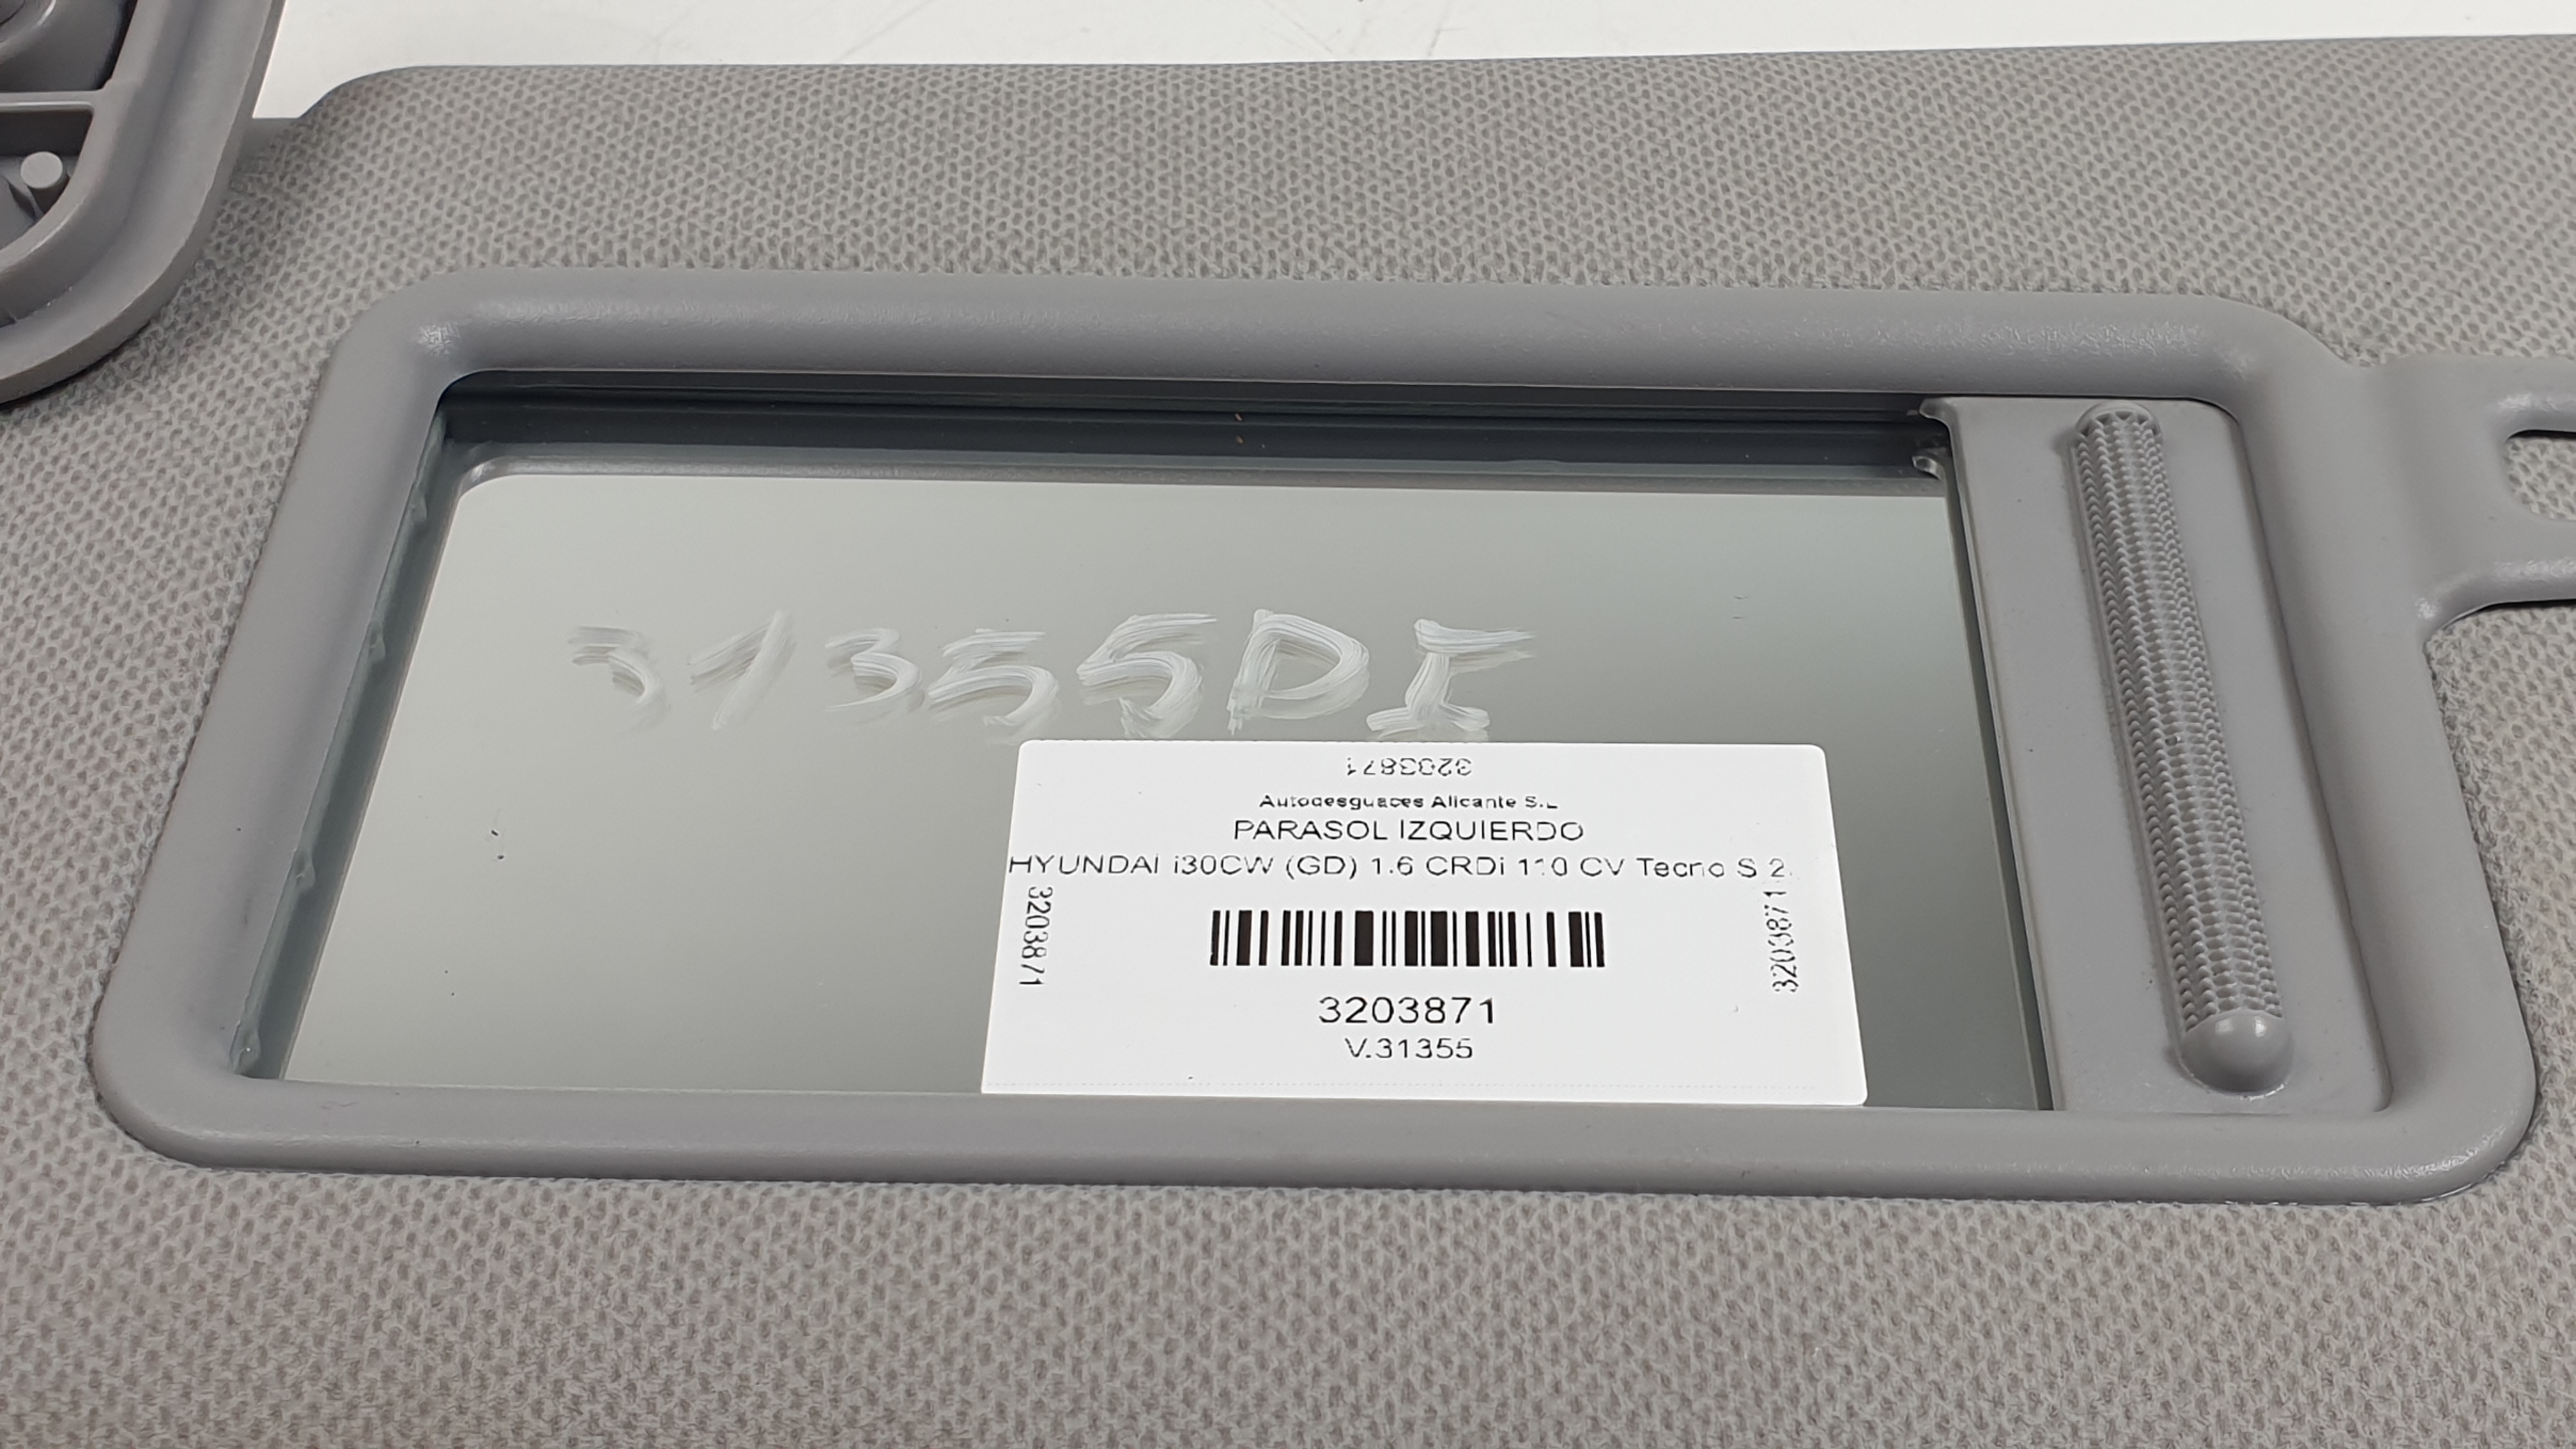 31355DI
3203871
Autodesguaces Alicante S.L
PARASOL IZQUIERDO
HYUNDAI i30CW (GD) 1.6 CRDi 110 CV Tecno S 2.
3203871
3203871
3203871
V.31355